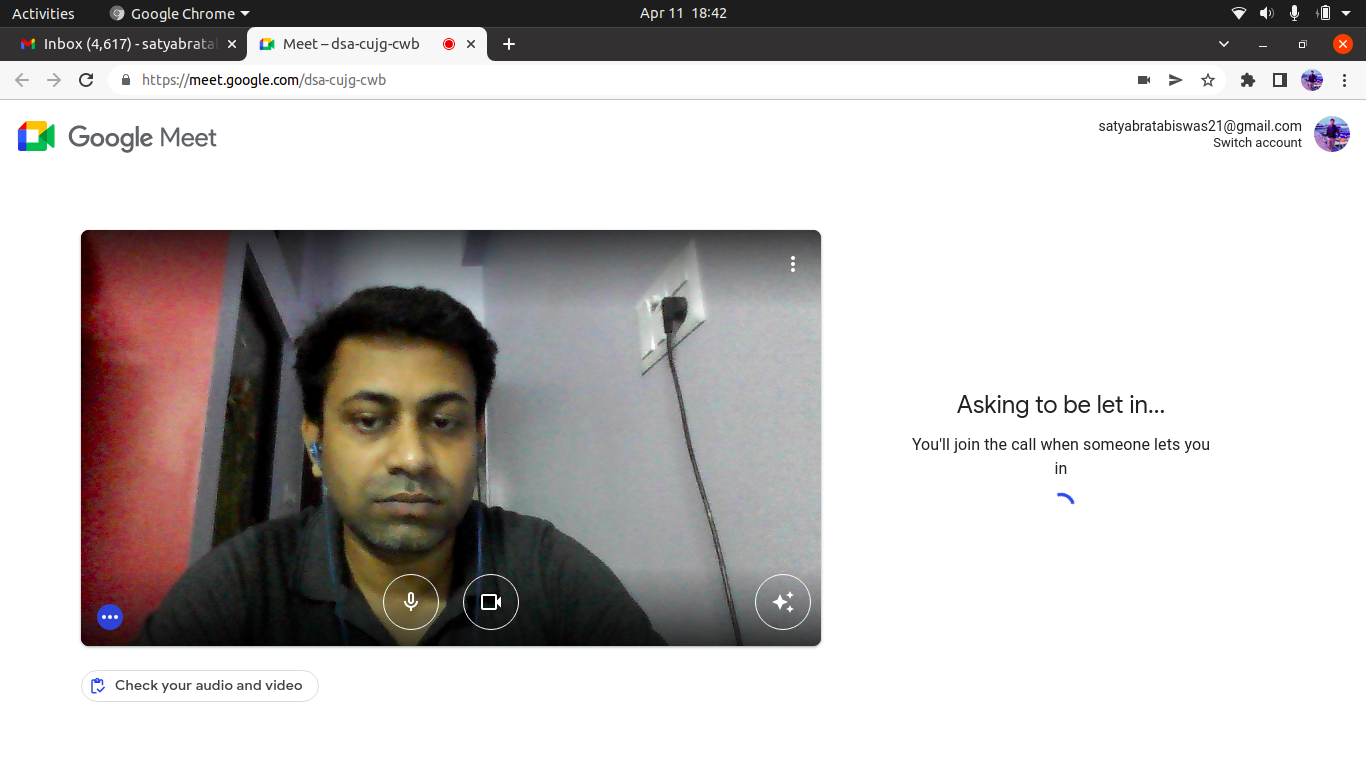 Activities
Google Chrome
Apr 11 18:42
Inbox (4,617) - satyabrata
Meet – dsa-cujg-cwb
https://meet.google.com/dsa-cujg-cwb
Google Meet
satyabratabiswas21@gmail.com
Switch account
Asking to be let in...
You'll join the call when someone lets you
in
Check your audio and video